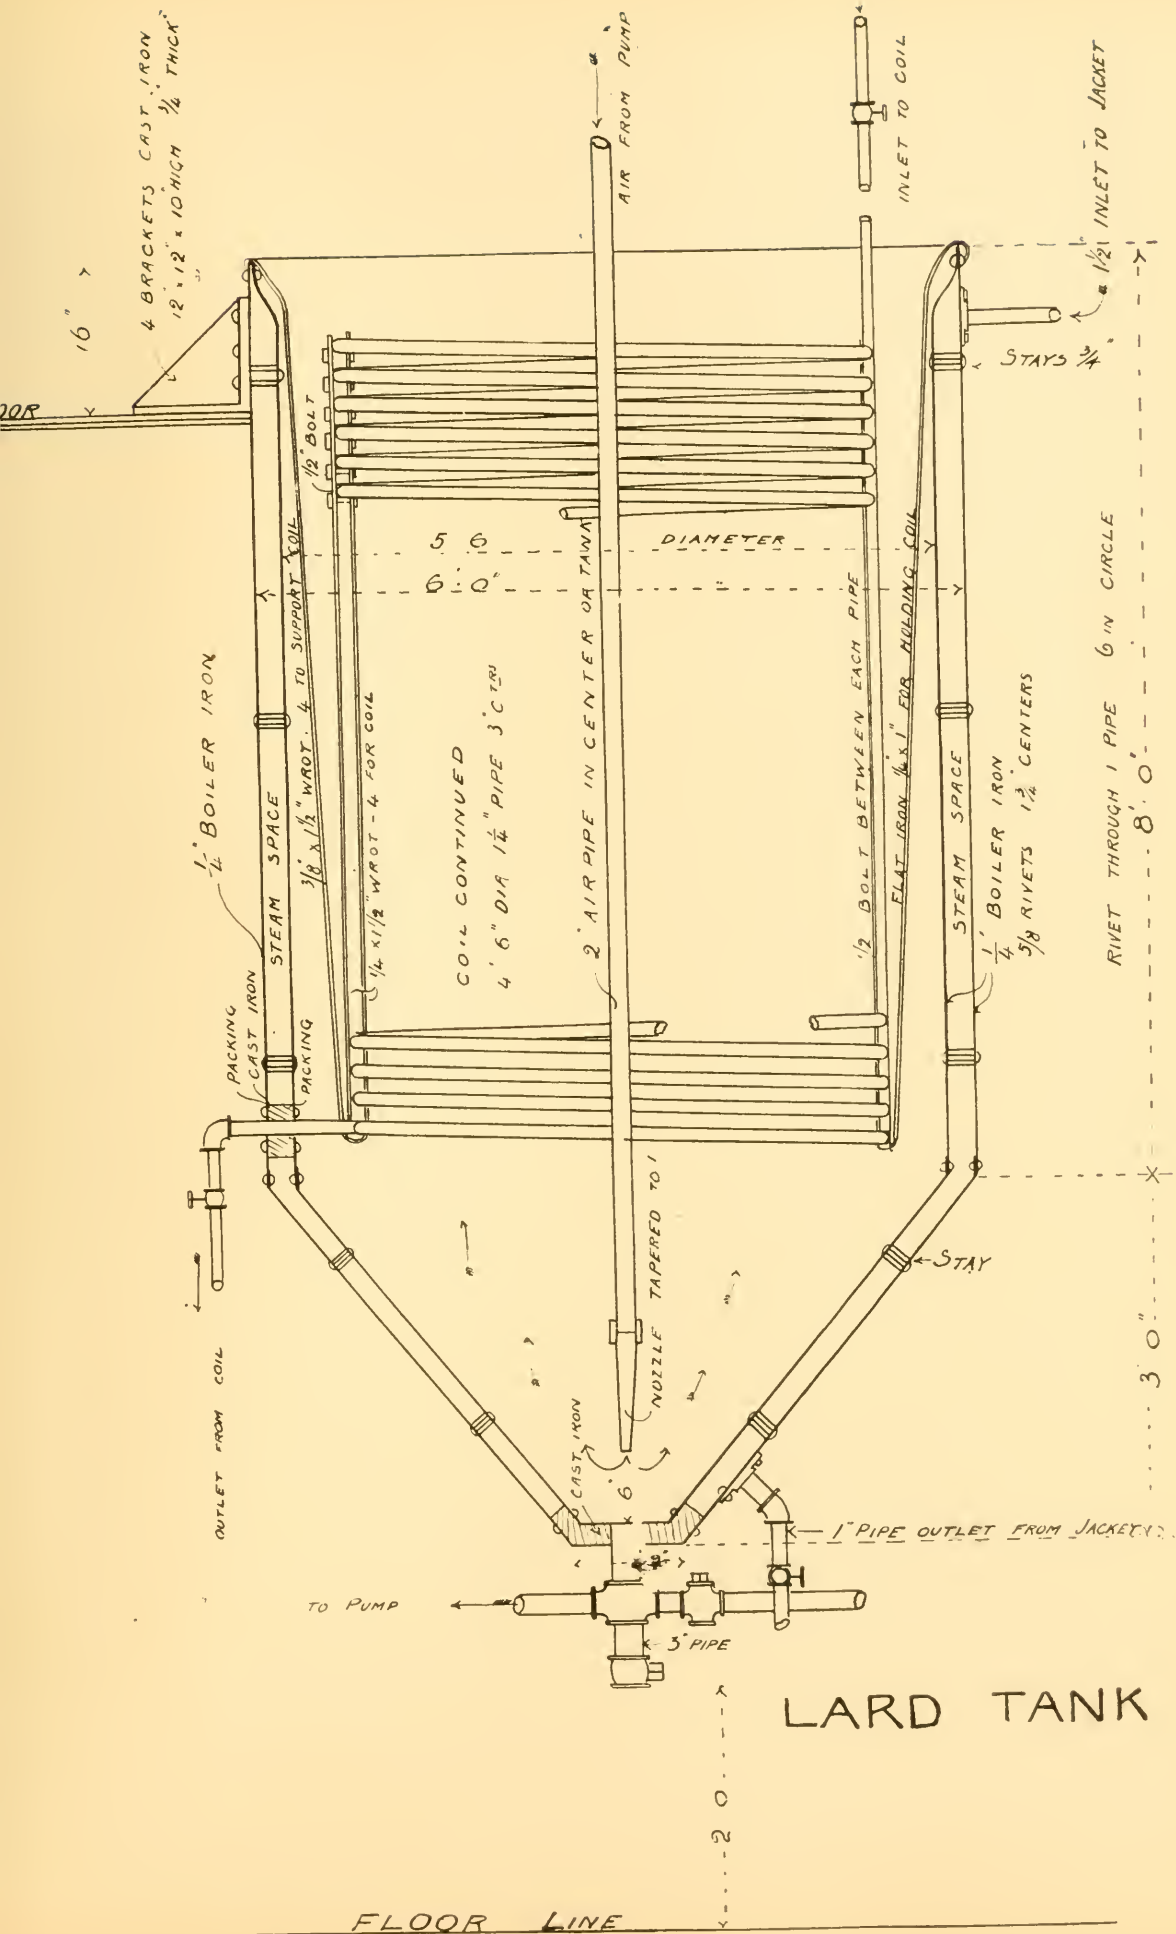 4 BRACKETS CAST IRON
12" x 12" x 10" HIGH 3/4" THICK
16"
AIR FROM PUMP
INLET TO COIL
1 1/2" INLET TO JACKET
STAYS 3/4"
OOR
1/2" BOLT
5 6 DIAMETER
6'.0"
3/8" x 1 1/2" WROT. 4 TO SUPPORT COIL
1/4" BOILER IRON
STEAM SPACE
1/4 x 1 1/2" WROT - 4 FOR COIL
COIL CONTINUED
4' 6" DIA 1 1/4" PIPE 3" CTRS
2" AIR PIPE IN CENTER OR TANK
1/2 BOLT BETWEEN EACH PIPE
FLAT IRON 1/4 x 1" FOR HOLDING COIL
STEAM SPACE
1/4" BOILER IRON
5/8 RIVETS 1 3/4" CENTERS
RIVET THROUGH 1 PIPE 6 IN CIRCLE
8'. 0"
PACKING
CAST IRON
PACKING
NOZZLE TAPERED TO 1
STAY
OUTLET FROM COIL
CAST IRON
6"
3' 0"
1" PIPE OUTLET FROM JACKET
TO PUMP
3" PIPE
LARD TANK
2 0
FLOOR LINE